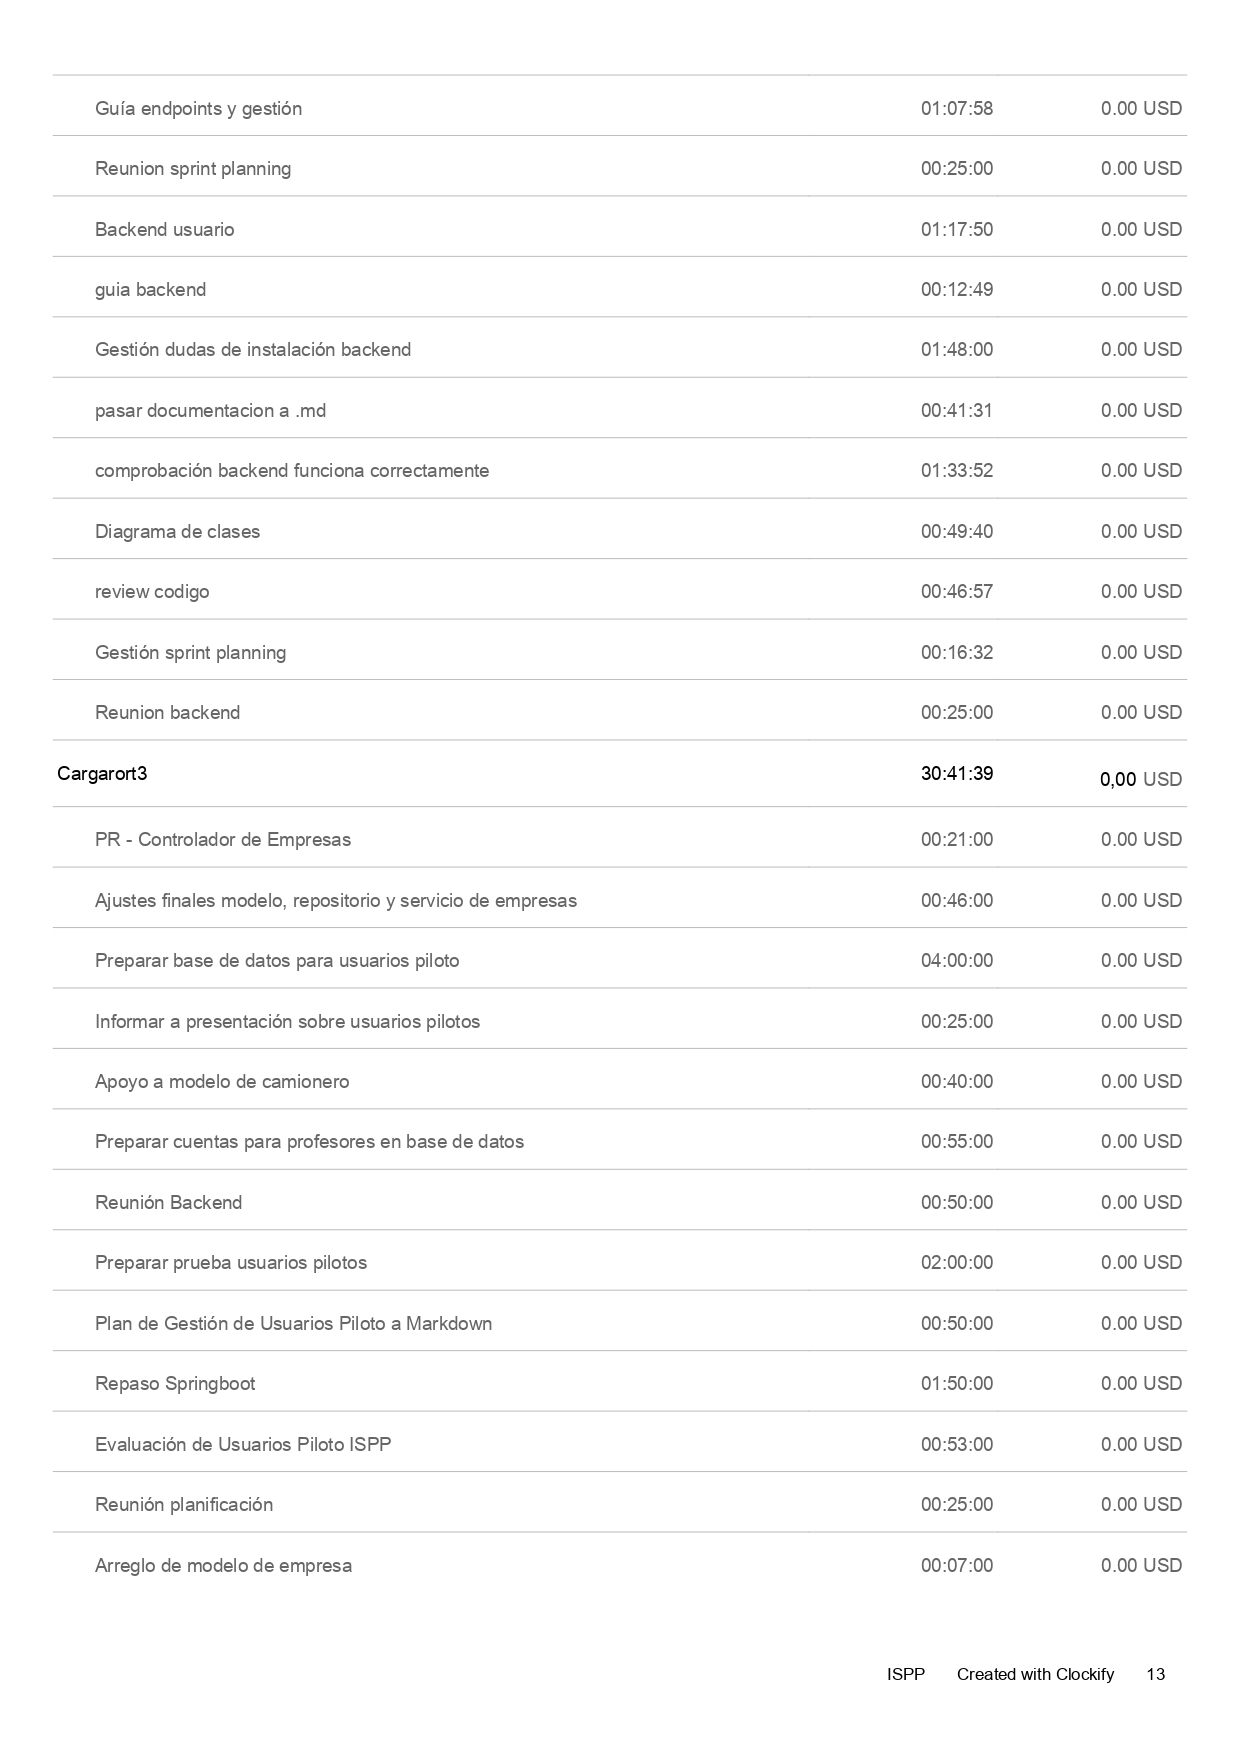 Guía endpoints y gestión 01:07:58 0.00 USD
Reunion sprint planning 00:25:00 0.00 USD
Backend usuario 01:17:50 0.00 USD
guia backend 00:12:49 0.00 USD
Gestión dudas de instalación backend 01:48:00 0.00 USD
pasar documentacion a .md 00:41:31 0.00 USD
comprobación backend funciona correctamente 01:33:52 0.00 USD
Diagrama de clases 00:49:40 0.00 USD
review codigo 00:46:57 0.00 USD
Gestión sprint planning 00:16:32 0.00 USD
Reunion backend 00:25:00 0.00 USD
Cargarort3 30:41:39 0,00 USD
PR - Controlador de Empresas 00:21:00 0.00 USD
Ajustes finales modelo, repositorio y servicio de empresas 00:46:00 0.00 USD
Preparar base de datos para usuarios piloto 04:00:00 0.00 USD
Informar a presentación sobre usuarios pilotos 00:25:00 0.00 USD
Apoyo a modelo de camionero 00:40:00 0.00 USD
Preparar cuentas para profesores en base de datos 00:55:00 0.00 USD
Reunión Backend 00:50:00 0.00 USD
Preparar prueba usuarios pilotos 02:00:00 0.00 USD
Plan de Gestión de Usuarios Piloto a Markdown 00:50:00 0.00 USD
Repaso Springboot 01:50:00 0.00 USD
Evaluación de Usuarios Piloto ISPP 00:53:00 0.00 USD
Reunión planificación 00:25:00 0.00 USD
Arreglo de modelo de empresa 00:07:00 0.00 USD
ISPP Created with Clockify 13